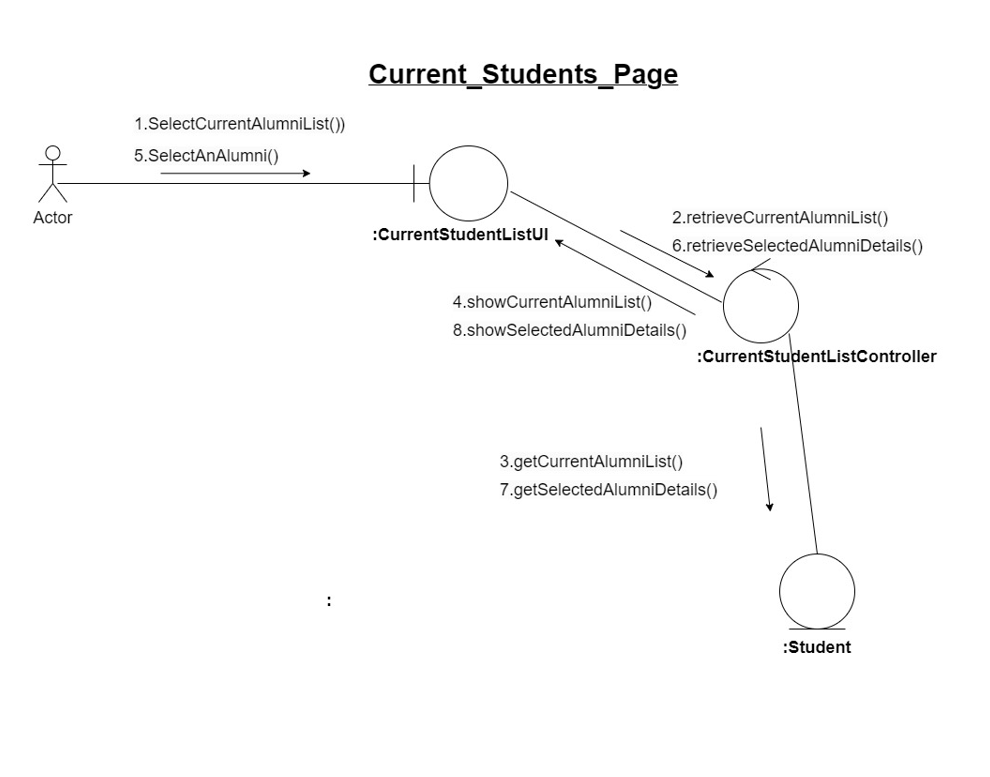 Current_Students_Page
1.SelectCurrentAlumniList())
5.SelectAnAlumni()
Actor
:CurrentStudentListUI
2.retrieveCurrentAlumniList()
6.retrieveSelectedAlumniDetails()
4.showCurrentAlumniList()
8.showSelectedAlumniDetails()
:CurrentStudentListController
3.getCurrentAlumniList()
7.getSelectedAlumniDetails()
:
:Student